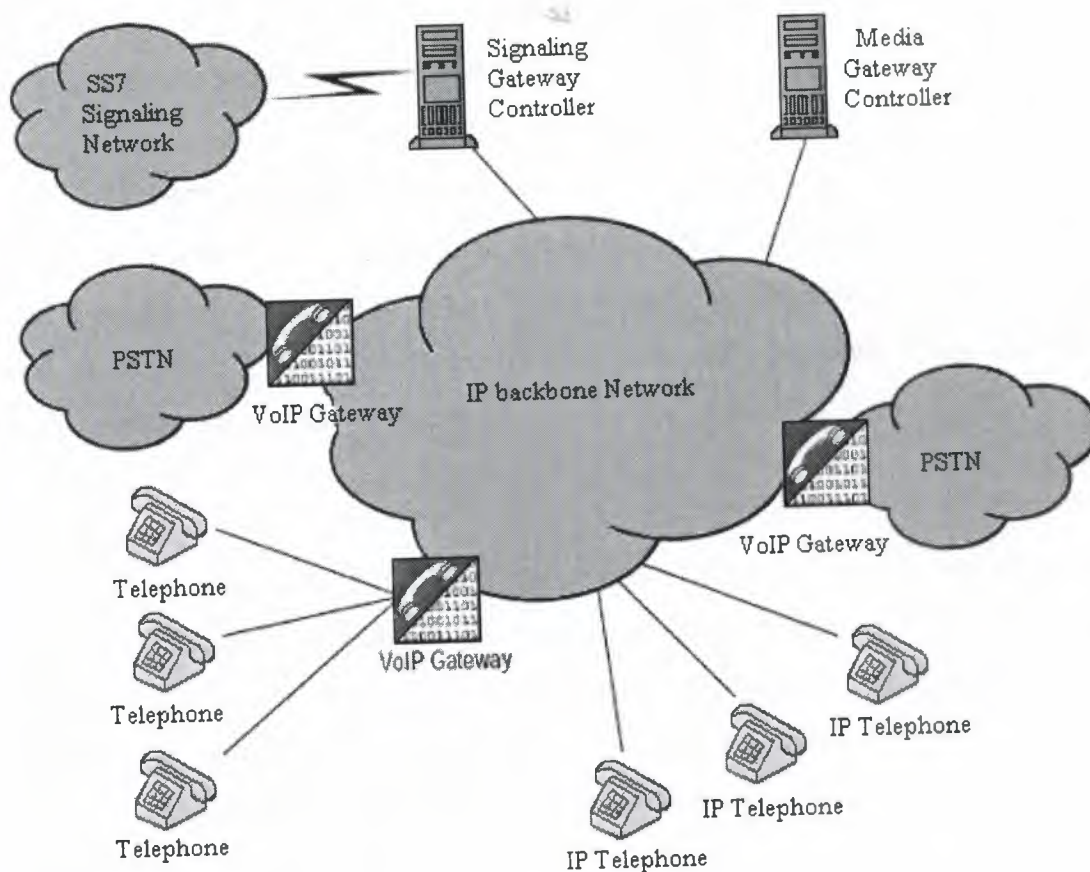 SS7
Signaling
Network
Signaling
Gateway
Controller
Media
Gateway
Controller
PSTN
VoIP Gateway
IP backbone Network
PSTN
VoIP Gateway
Telephone
VoIP Gateway
Telephone
Telephone
IP Telephone
IP Telephone
IP Telephone